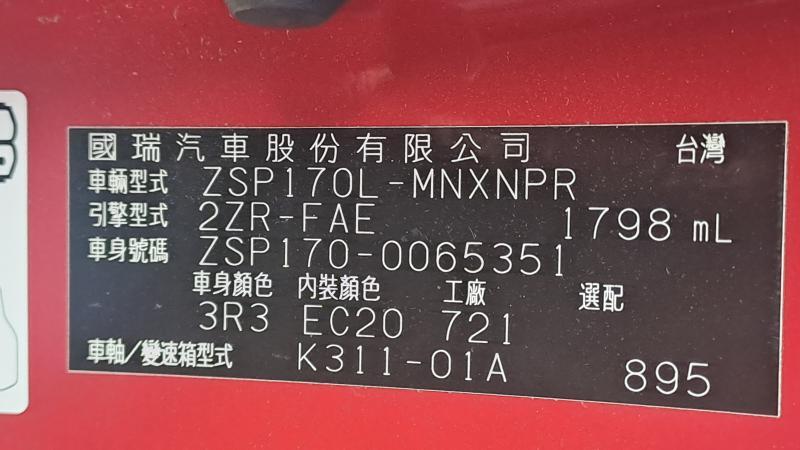 國瑞汽車股份有限公司 台灣
車輛型式 ZSP170L-MNXNPR
引擎型式 2ZR-FAE 1798 mL
車身號碼 ZSP170-0065351
車身顏色 內裝顏色 工廠 選配
3R3 EC20 721
車軸/變速箱型式 K311-01A 895